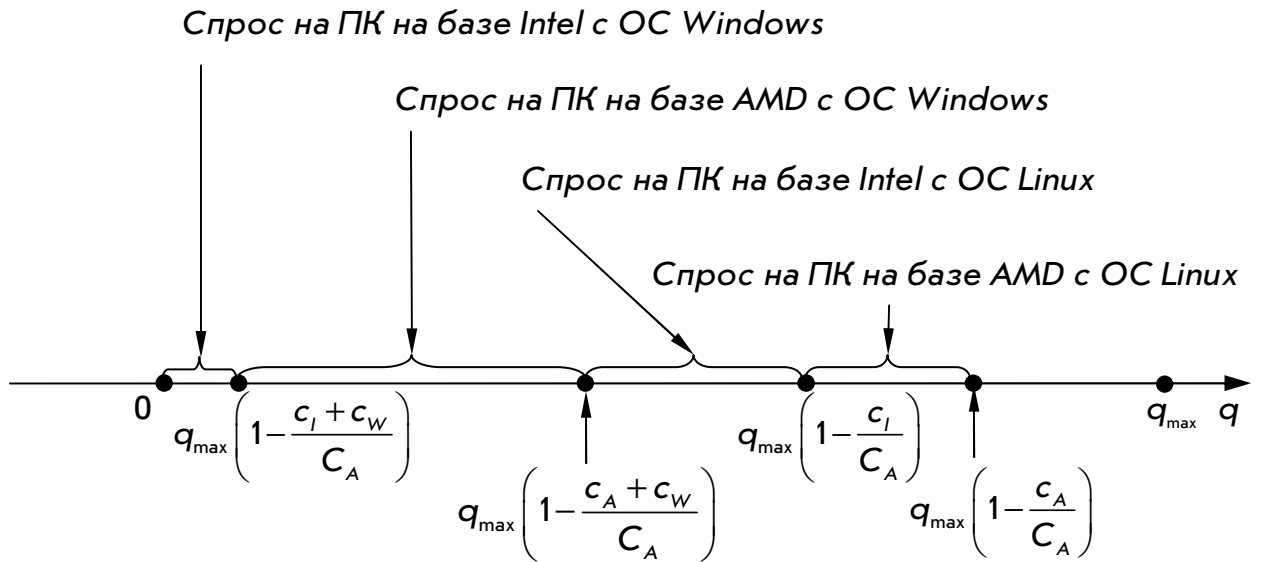 Спрос на ПК на базе Intel с ОС Windows
Спрос на ПК на базе AMD с ОС Windows
Спрос на ПК на базе Intel с ОС Linux
Спрос на ПК на базе AMD с ОС Linux
0
q_max (1 − (c_I + c_W) / C_A)
q_max (1 − (c_A + c_W) / C_A)
q_max (1 − c_I / C_A)
q_max (1 − c_A / C_A)
q_max
q